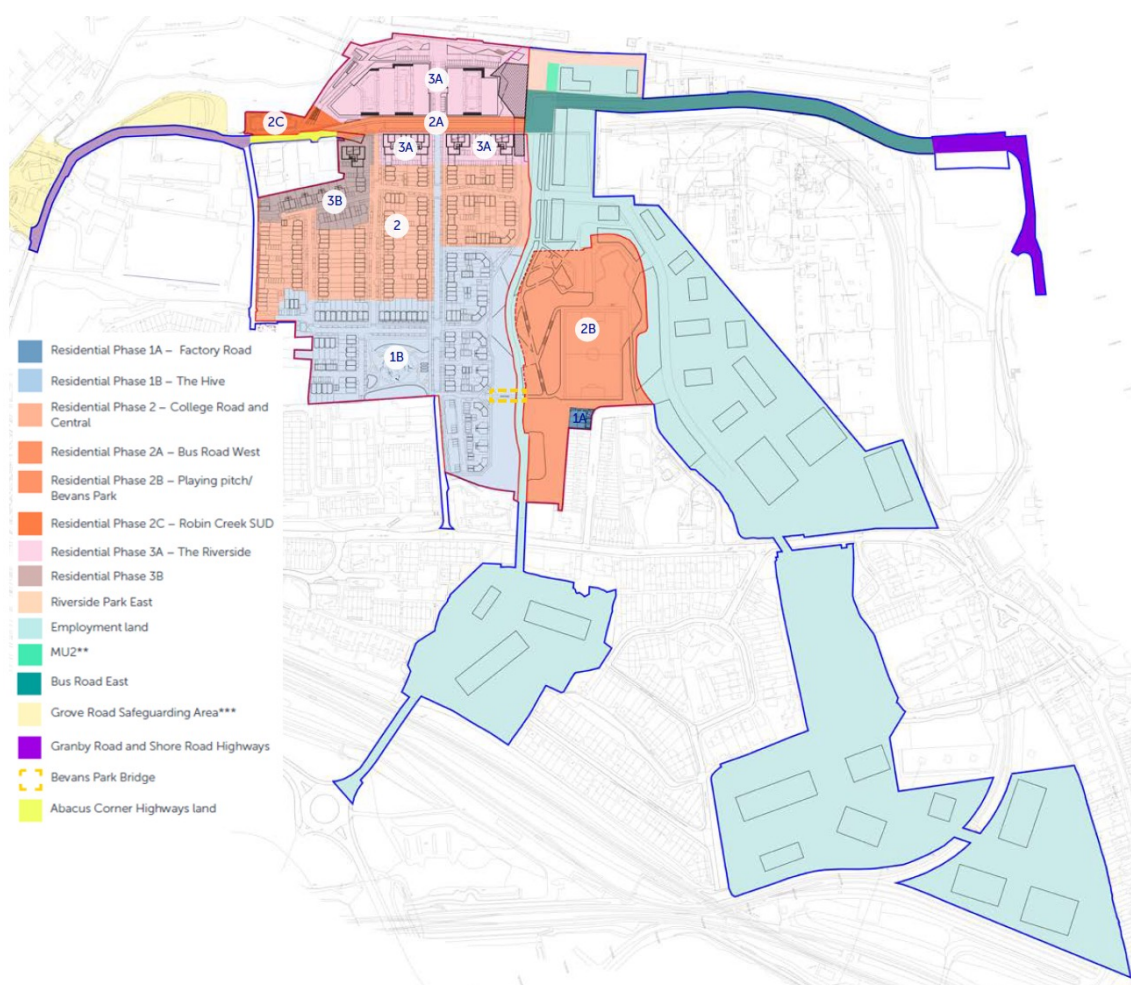 3A
2C
2A
3A
3A
3B
2
2B
1B
1A
Residential Phase 1A – Factory Road
Residential Phase 1B – The Hive
Residential Phase 2 – College Road and
Central
Residential Phase 2A – Bus Road West
Residential Phase 2B – Playing pitch/
Bevans Park
Residential Phase 2C – Robin Creek SUD
Residential Phase 3A – The Riverside
Residential Phase 3B
Riverside Park East
Employment land
MU2**
Bus Road East
Grove Road Safeguarding Area***
Granby Road and Shore Road Highways
Bevans Park Bridge
Abacus Corner Highways land